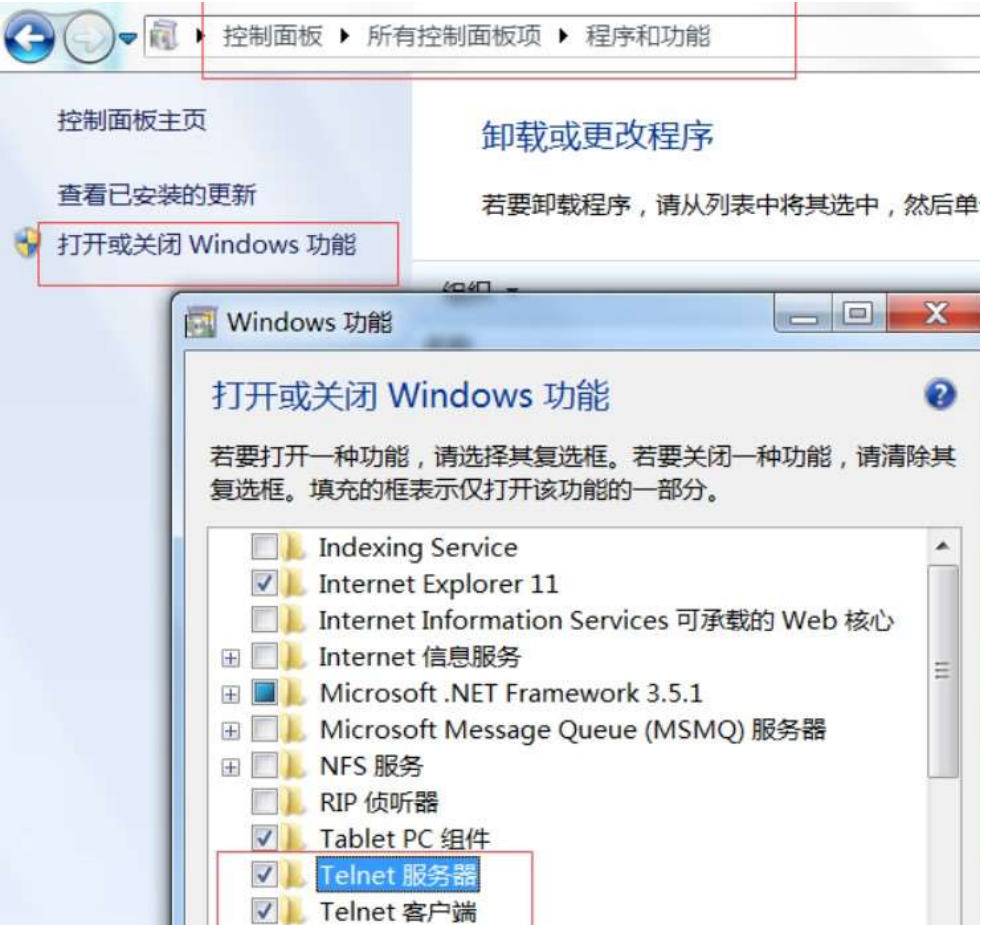 控制面板 ▸ 所有控制面板项 ▸ 程序和功能
控制面板主页
卸载或更改程序
查看已安装的更新
若要卸载程序，请从列表中将其选中，然后单
打开或关闭 Windows 功能
组织
Windows 功能
打开或关闭 Windows 功能
若要打开一种功能，请选择其复选框。若要关闭一种功能，请清除其
复选框。填充的框表示仅打开该功能的一部分。
Indexing Service
Internet Explorer 11
Internet Information Services 可承载的 Web 核心
Internet 信息服务
Microsoft .NET Framework 3.5.1
Microsoft Message Queue (MSMQ) 服务器
NFS 服务
RIP 侦听器
Tablet PC 组件
Telnet 服务器
Telnet 客户端